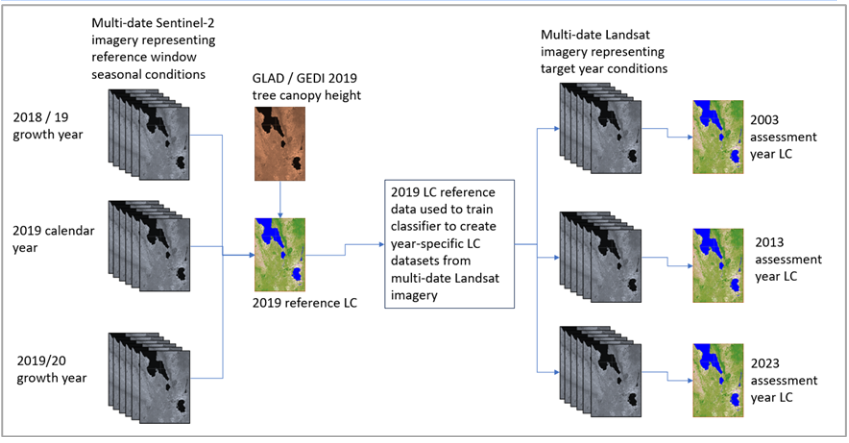 Multi-date Sentinel-2
imagery representing
reference window
seasonal conditions
2018 / 19
growth year
2019 calendar
year
2019/20
growth year
GLAD / GEDI 2019
tree canopy height
2019 reference LC
2019 LC reference
data used to train
classifier to create
year-specific LC
datasets from
multi-date Landsat
imagery
Multi-date Landsat
imagery representing
target year conditions
2003
assessment
year LC
2013
assessment
year LC
2023
assessment
year LC